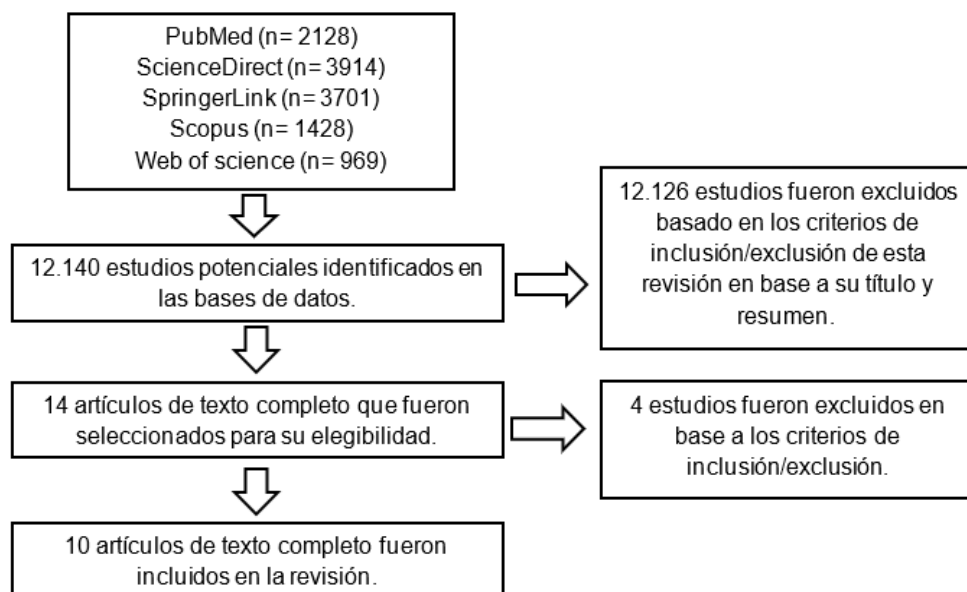 PubMed (n= 2128)
ScienceDirect (n= 3914)
SpringerLink (n= 3701)
Scopus (n= 1428)
Web of science (n= 969)
12.140 estudios potenciales identificados en
las bases de datos.
12.126 estudios fueron excluidos
basado en los criterios de
inclusión/exclusión de esta
revisión en base a su título y
resumen.
14 artículos de texto completo que fueron
seleccionados para su elegibilidad.
4 estudios fueron excluidos en
base a los criterios de
inclusión/exclusión.
10 artículos de texto completo fueron
incluidos en la revisión.